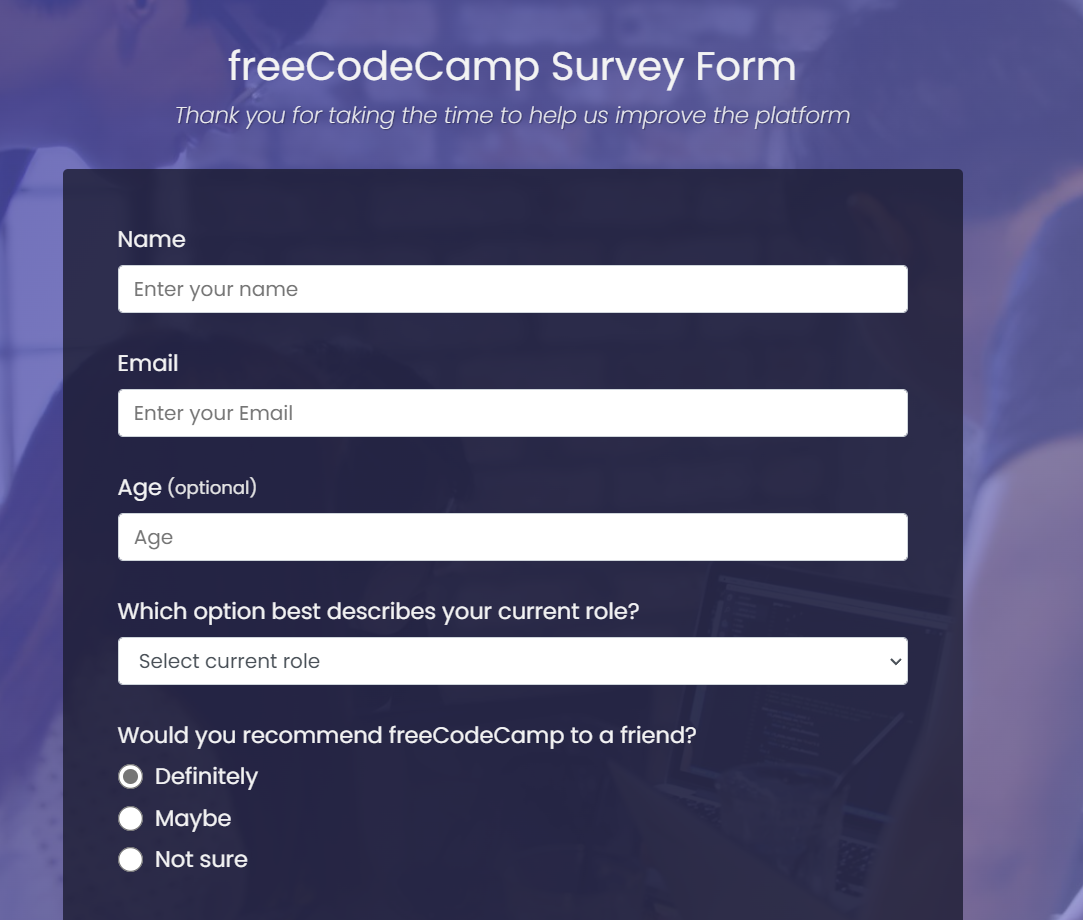 freeCodeCamp Survey Form
Thank you for taking the time to help us improve the platform
Name
Enter your name
Email
Enter your Email
Age (optional)
Age
Which option best describes your current role?
Select current role
Would you recommend freeCodeCamp to a friend?
Definitely
Maybe
Not sure